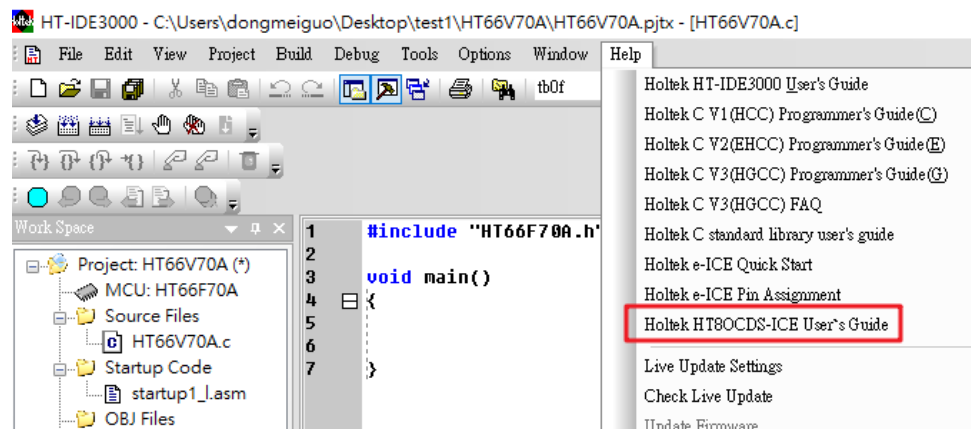 HT-IDE3000 - C:\Users\dongmeiguo\Desktop\test1\HT66V70A\HT66V70A.pjtx - [HT66V70A.c]
File Edit View Project Build Debug Tools Options Window Help
tb0f
Work Space
Project: HT66V70A (*)
MCU: HT66F70A
Source Files
HT66V70A.c
Startup Code
startup1_l.asm
OBJ Files
1 #include "HT66F70A.h"
2
3 void main()
4 {
5
6
7 }
Holtek HT-IDE3000 User's Guide
Holtek C V1(HCC) Programmer's Guide(C)
Holtek C V2(EHCC) Programmer's Guide(E)
Holtek C V3(HGCC) Programmer's Guide(G)
Holtek C V3(HGCC) FAQ
Holtek C standard library user's guide
Holtek e-ICE Quick Start
Holtek e-ICE Pin Assignment
Holtek HT8OCDS-ICE User`s Guide
Live Update Settings
Check Live Update
Update Firmware